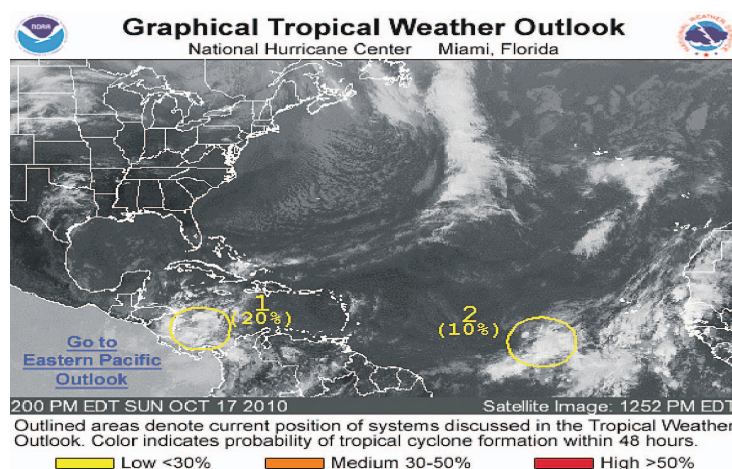 NOAA
Graphical Tropical Weather Outlook
National Hurricane Center Miami, Florida
1
(20%)
2
(10%)
Go to
Eastern Pacific
Outlook
200 PM EDT SUN OCT 17 2010 Satellite Image: 1252 PM EDT
Outlined areas denote current position of systems discussed in the Tropical Weather
Outlook. Color indicates probability of tropical cyclone formation within 48 hours.
Low <30% Medium 30-50% High >50%